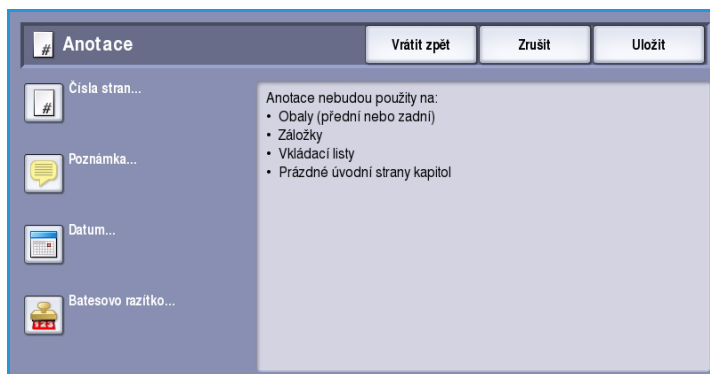 # Anotace
Vrátit zpět
Zrušit
Uložit
# Čísla stran...
Poznámka...
Datum...
123 Batesovo razítko...
Anotace nebudou použity na:
• Obaly (přední nebo zadní)
• Záložky
• Vkládací listy
• Prázdné úvodní strany kapitol